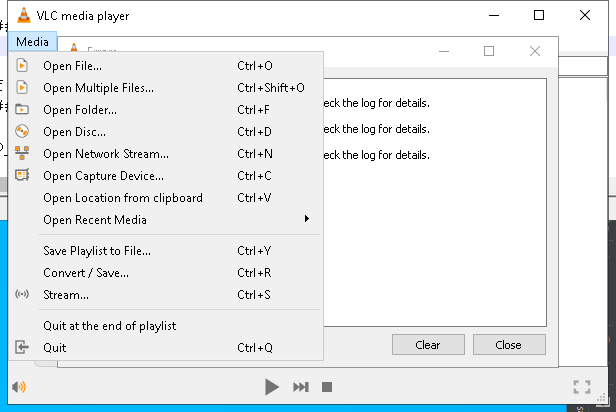 VLC media player
Media
Open File... Ctrl+O
Open Multiple Files... Ctrl+Shift+O
Open Folder... Ctrl+F
Open Disc... Ctrl+D
Open Network Stream... Ctrl+N
Open Capture Device... Ctrl+C
Open Location from clipboard Ctrl+V
Open Recent Media
Save Playlist to File... Ctrl+Y
Convert / Save... Ctrl+R
Stream... Ctrl+S
Quit at the end of playlist
Quit Ctrl+Q
eck the log for details.
eck the log for details.
eck the log for details.
Clear
Close